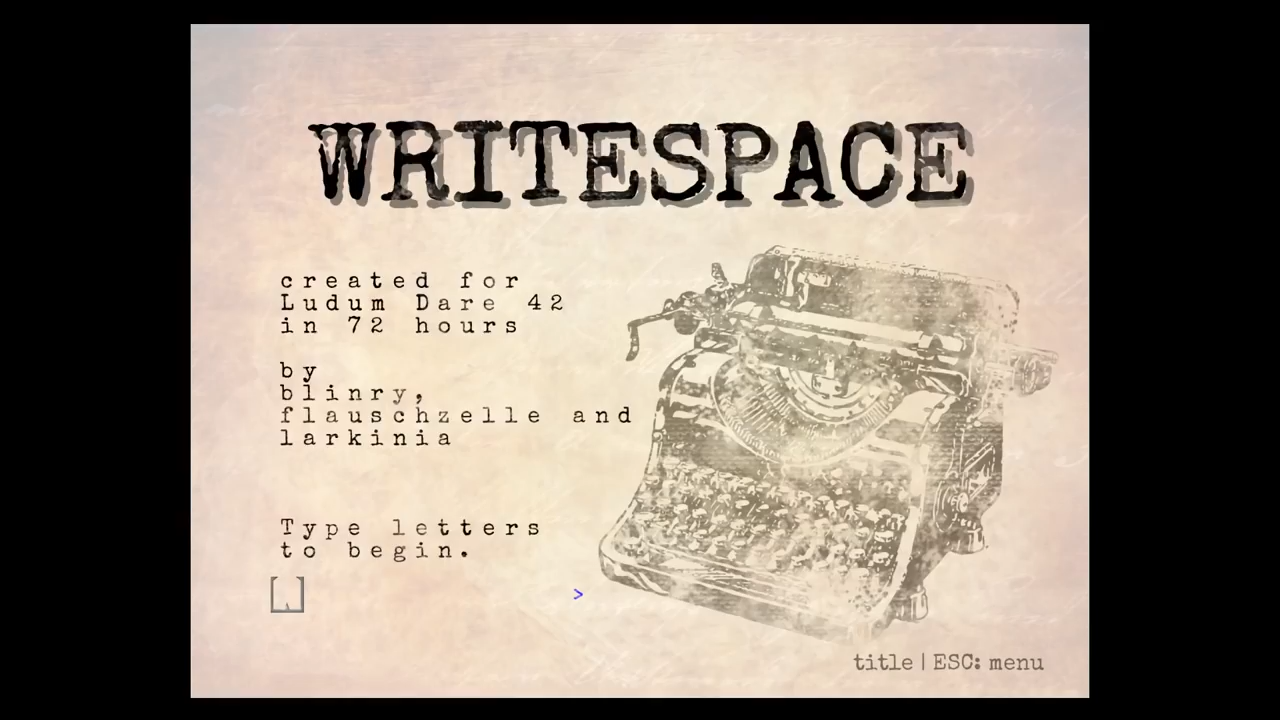 WRITESPACE
created for
Ludum Dare 42
in 72 hours
by
blinry,
flauschzelle and
larkinia
Type letters
to begin.
>
title | ESC: menu